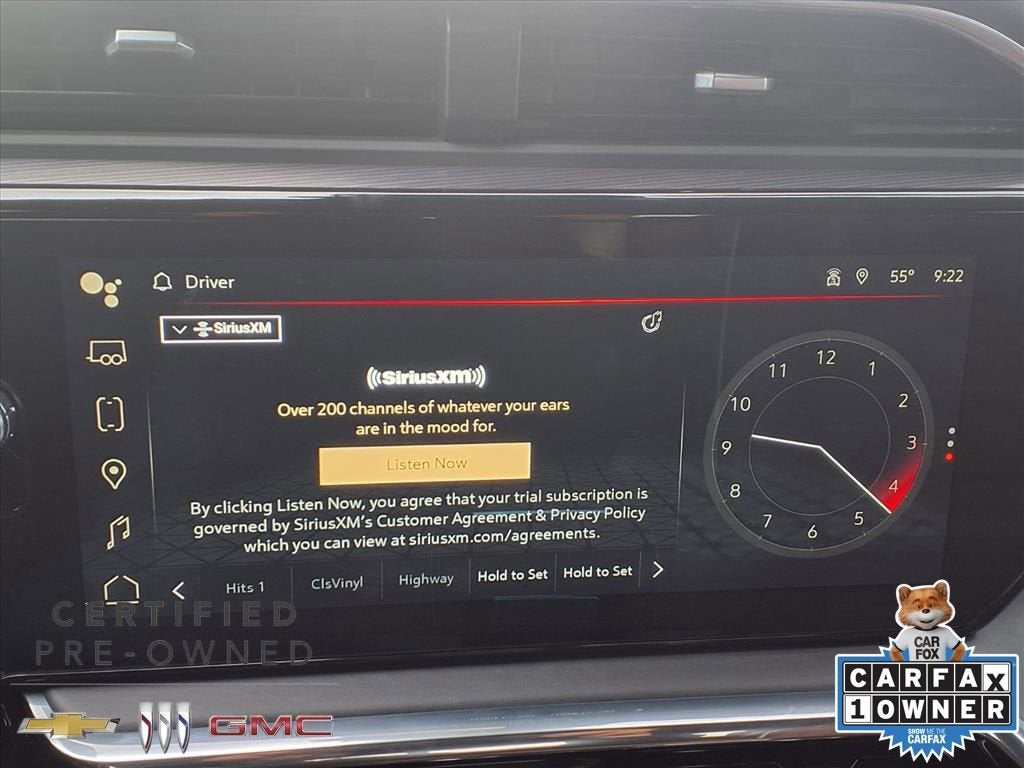 Driver
55° 9:22
SiriusXM
((SiriusXM))
Over 200 channels of whatever your ears
are in the mood for.
Listen Now
By clicking Listen Now, you agree that your trial subscription is
governed by SiriusXM's Customer Agreement & Privacy Policy
which you can view at siriusxm.com/agreements.
Hits 1 ClsVinyl Highway Hold to Set Hold to Set
12
1
2
3
4
5
6
7
8
9
10
11
CERTIFIED
PRE-OWNED
GMC
CAR
FOX
CARFAX
1 OWNER
SHOW ME THE
CARFAX